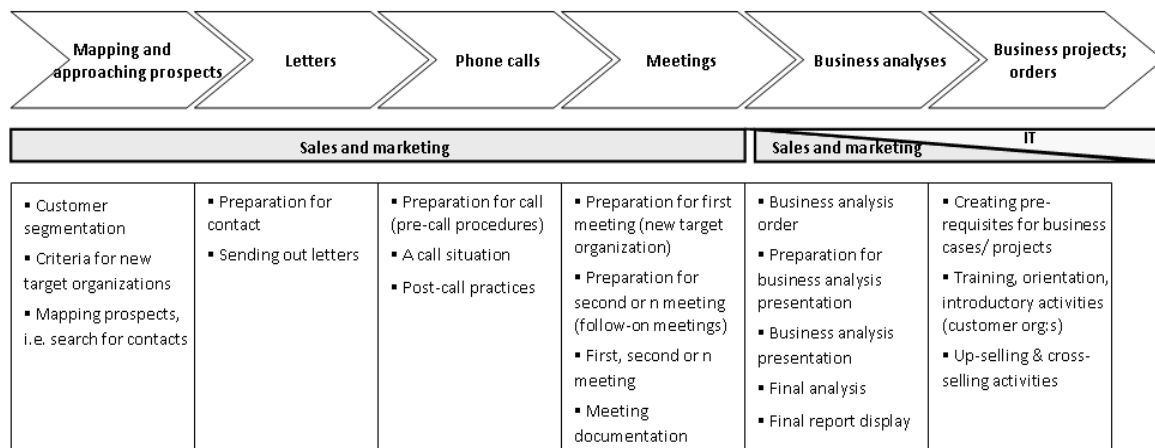 Mapping and
approaching prospects
Letters
Phone calls
Meetings
Business analyses
Business projects;
orders
Sales and marketing
Sales and marketing
IT
▪ Customer
segmentation
▪ Criteria for new
target organizations
▪ Mapping prospects,
i.e. search for contacts
▪ Preparation for
contact
▪ Sending out letters
▪ Preparation for call
(pre-call procedures)
▪ A call situation
▪ Post-call practices
▪ Preparation for first
meeting (new target
organization)
▪ Preparation for
second or n meeting
(follow-on meetings)
▪ First, second or n
meeting
▪ Meeting
documentation
▪ Business analysis
order
▪ Preparation for
business analysis
presentation
▪ Business analysis
presentation
▪ Final analysis
▪ Final report display
▪ Creating pre-
requisites for business
cases/ projects
▪ Training, orientation,
introductory activities
(customer org:s)
▪ Up-selling & cross-
selling activities